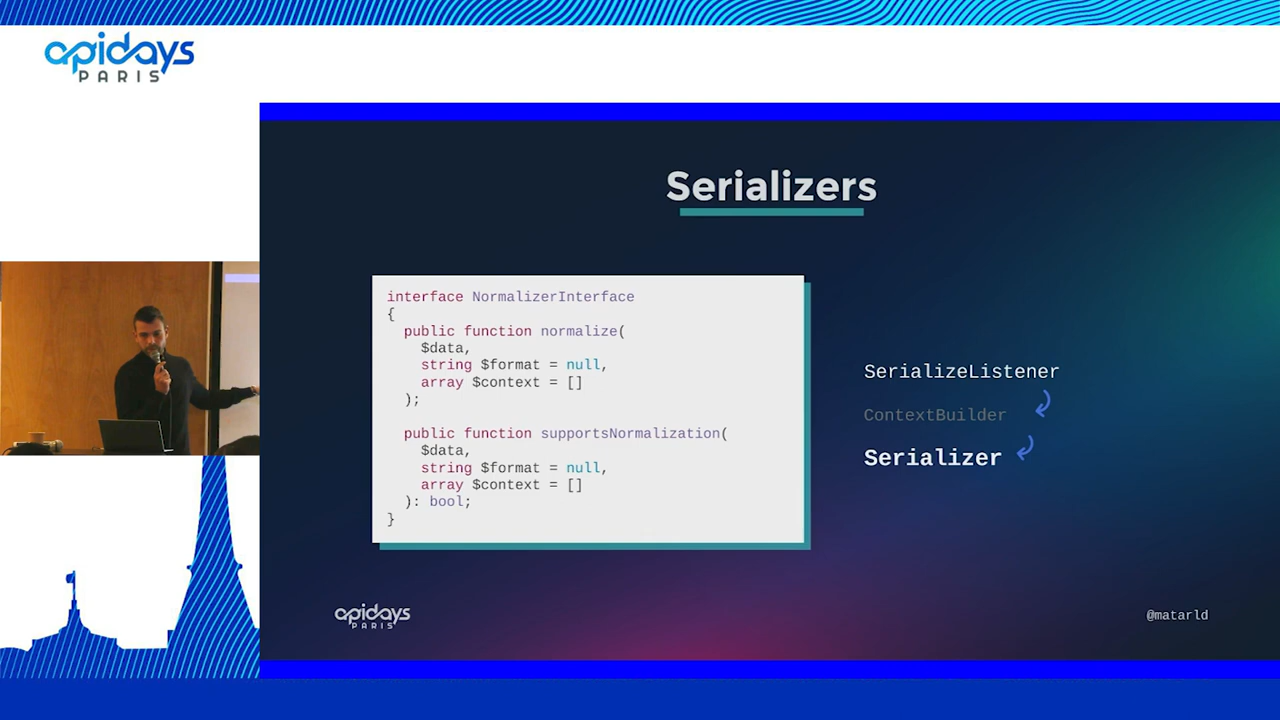 apidays
PARIS
Serializers
interface NormalizerInterface
{
public function normalize(
$data,
string $format = null,
array $context = []
);
public function supportsNormalization(
$data,
string $format = null,
array $context = []
): bool;
}
SerializeListener
ContextBuilder
Serializer
apidays
PARIS
@matarld